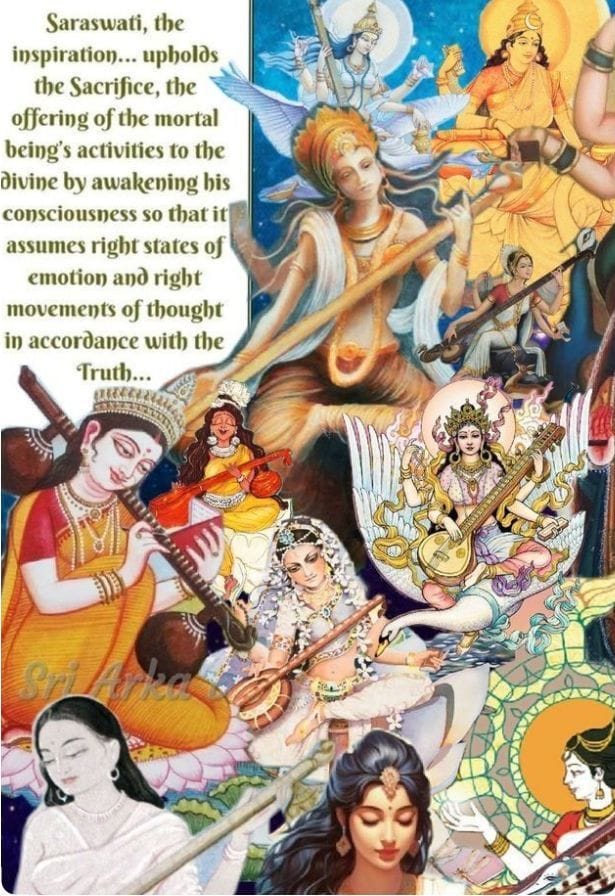 Saraswati, the
inspiration... upholds
the Sacrifice, the
offering of the mortal
being's activities to the
divine by awakening his
consciousness so that it
assumes right states of
emotion and right
movements of thought
in accordance with the
Truth...
Sri Arka